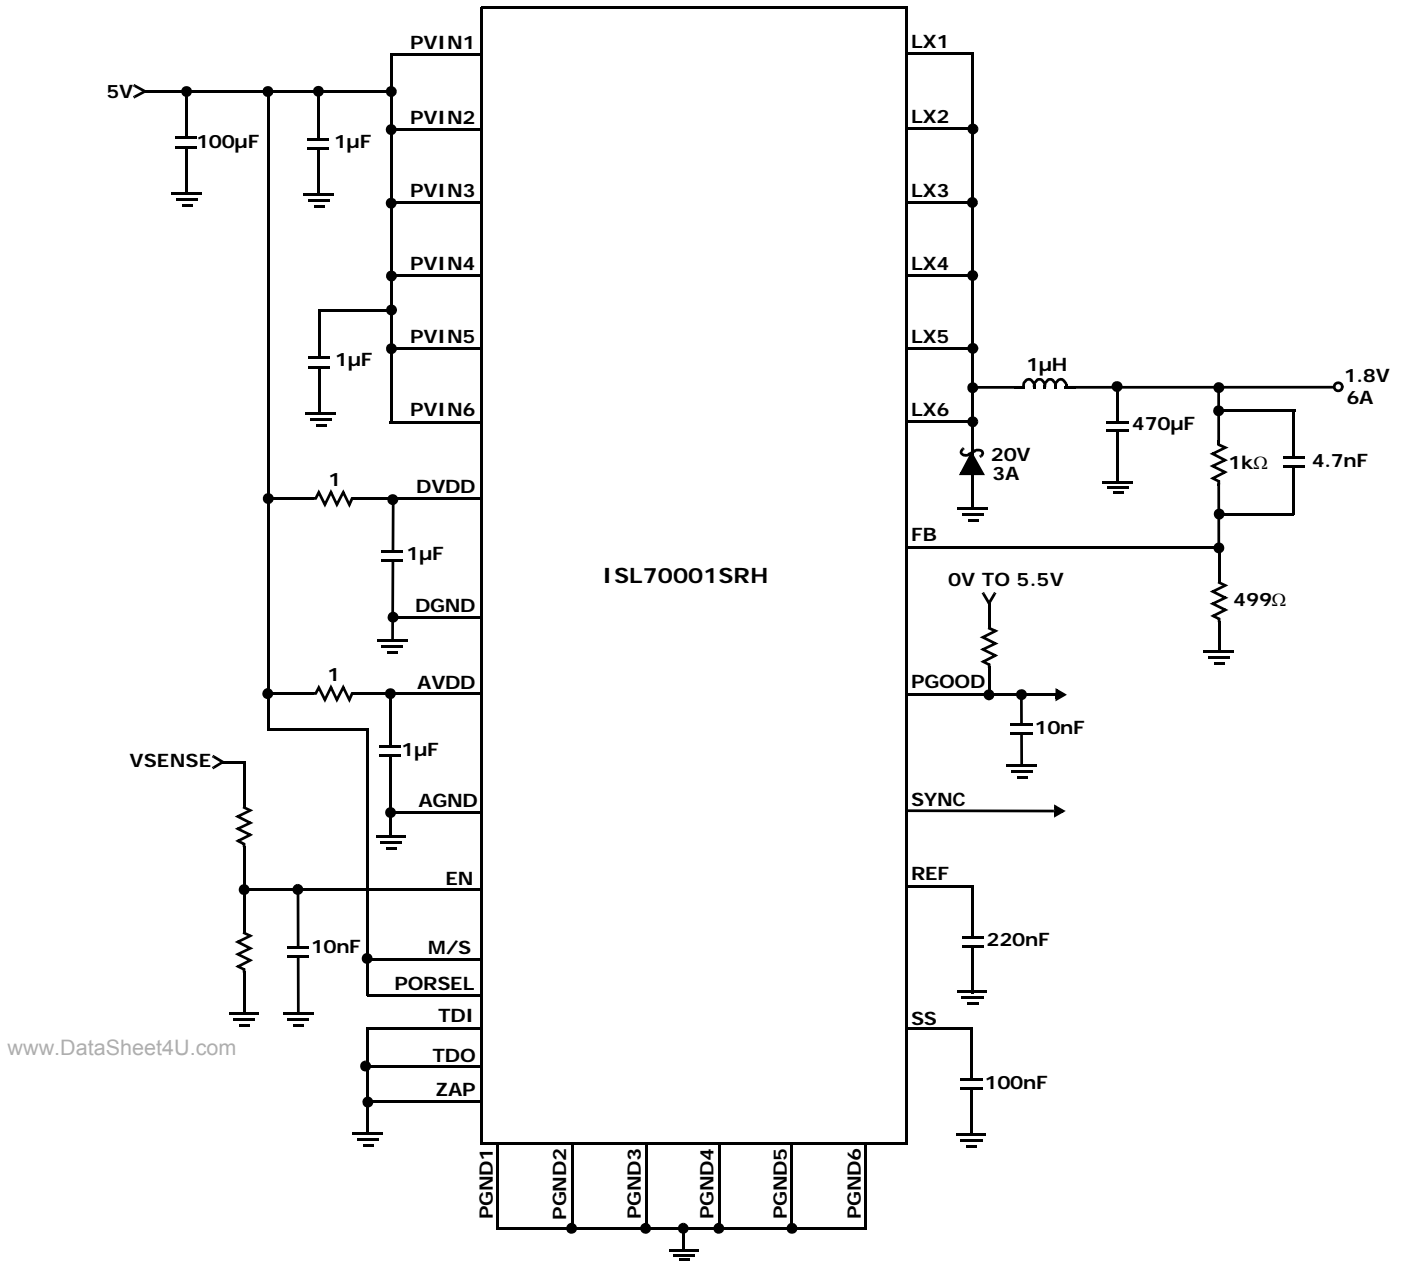 PVIN1
LX1
5V
100µF
1µF
PVIN2
LX2
PVIN3
LX3
PVIN4
LX4
1µF
PVIN5
LX5
1µH
1.8V
6A
PVIN6
LX6
470µF
20V
3A
1kΩ
4.7nF
1
DVDD
1µF
FB
ISL70001SRH
0V TO 5.5V
DGND
499Ω
1
AVDD
PGOOD
10nF
1µF
VSENSE
AGND
SYNC
EN
REF
10nF
M/S
220nF
PORSEL
TDI
SS
www.DataSheet4U.com
TDO
100nF
ZAP
PGND1
PGND2
PGND3
PGND4
PGND5
PGND6